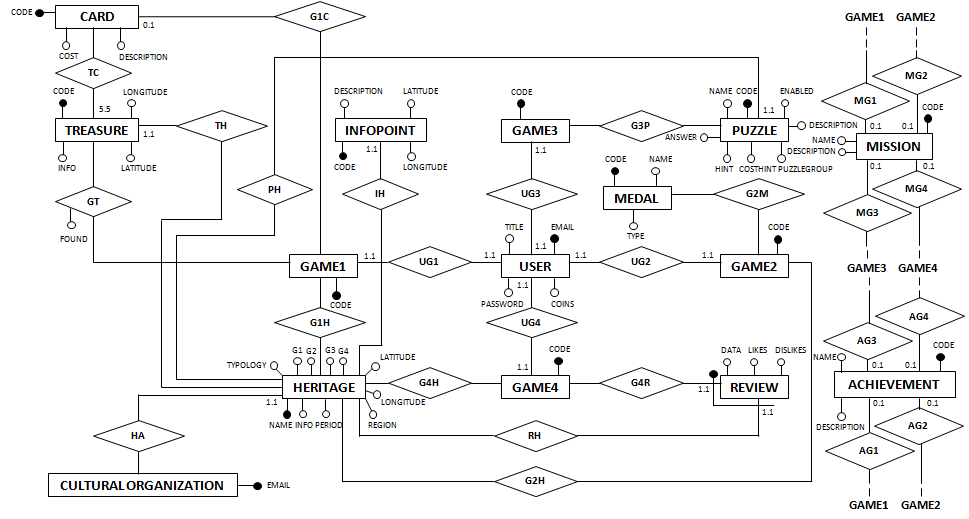 CODE
CARD
0.1
G1C
COST
DESCRIPTION
TC
CODE
5.5
LONGITUDE
TREASURE
1.1
TH
INFO
LATITUDE
GT
FOUND
PH
DESCRIPTION
LATITUDE
INFOPOINT
1.1
CODE
LONGITUDE
IH
CODE
GAME3
1.1
G3P
NAME
CODE
1.1
ENABLED
ANSWER
PUZZLE
DESCRIPTION
HINT
COSTHINT
PUZZLEGROUP
UG3
CODE
NAME
MEDAL
TYPE
G2M
GAME1
1.1
CODE
UG1
TITLE
1.1
EMAIL
1.1
USER
1.1
PASSWORD
1.1
COINS
UG2
1.1
CODE
GAME2
G1H
UG4
TYPOLOGY
G1
G2
G3
G4
LATITUDE
HERITAGE
1.1
LONGITUDE
NAME
INFO
PERIOD
REGION
G4H
1.1
CODE
GAME4
G4R
DATA
LIKES
DISLIKES
1.1
REVIEW
1.1
HA
RH
G2H
CULTURAL ORGANIZATION
EMAIL
GAME1
GAME2
MG2
MG1
CODE
0.1
0.1
NAME
MISSION
DESCRIPTION
0.1
0.1
MG4
MG3
GAME3
GAME4
AG4
AG3
NAME
0.1
0.1
CODE
ACHIEVEMENT
0.1
0.1
DESCRIPTION
AG2
AG1
GAME1
GAME2